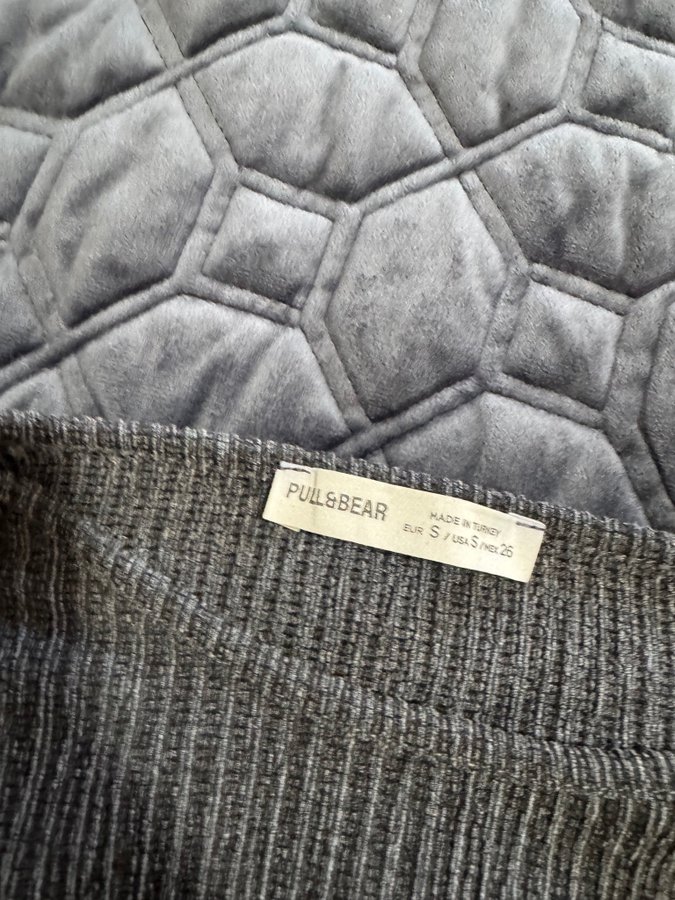 PULL&BEAR
MADE IN TURKEY
EUR S / USA S / MEX 26